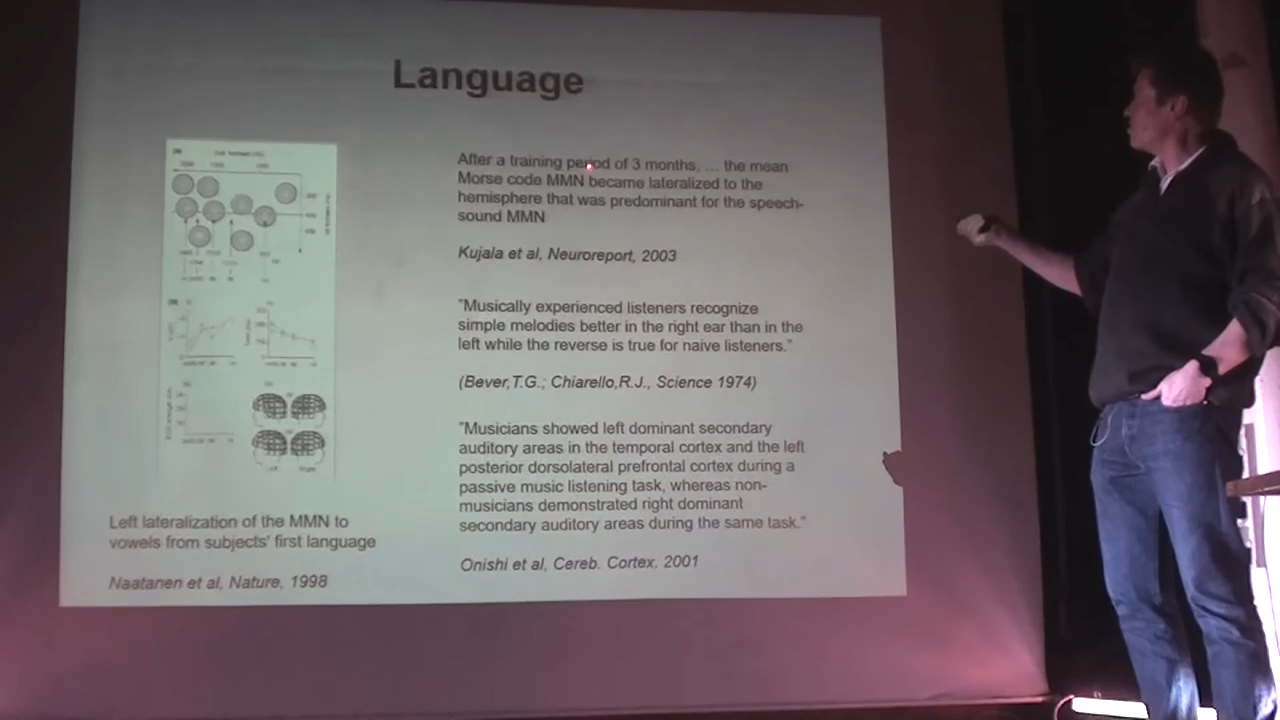 Language
After a training period of 3 months, ... the mean
Morse code MMN became lateralized to the
hemisphere that was predominant for the speech-
sound MMN
Kujala et al, Neuroreport, 2003
"Musically experienced listeners recognize
simple melodies better in the right ear than in the
left while the reverse is true for naive listeners."
(Bever,T.G.; Chiarello,R.J., Science 1974)
"Musicians showed left dominant secondary
auditory areas in the temporal cortex and the left
posterior dorsolateral prefrontal cortex during a
passive music listening task, whereas non-
musicians demonstrated right dominant
secondary auditory areas during the same task."
Onishi et al, Cereb. Cortex. 2001
Left lateralization of the MMN to
vowels from subjects' first language
Naatanen et al, Nature, 1998